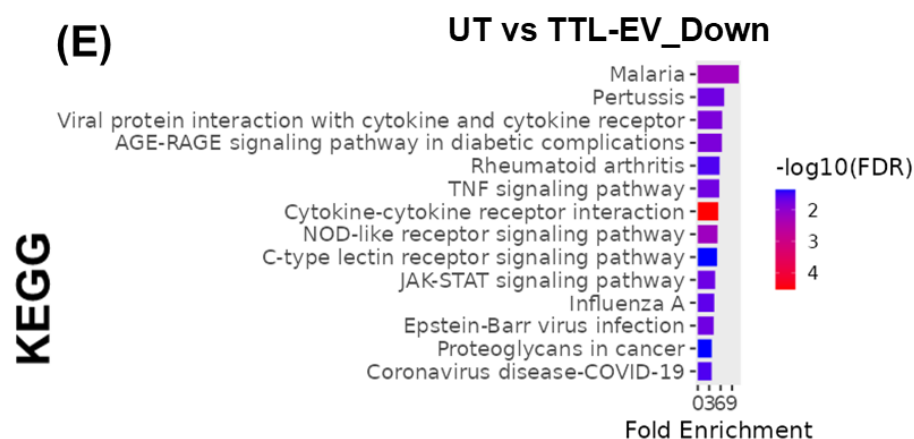 (E)
UT vs TTL-EV_Down
Malaria
Pertussis
Viral protein interaction with cytokine and cytokine receptor
AGE-RAGE signaling pathway in diabetic complications
Rheumatoid arthritis
TNF signaling pathway
Cytokine-cytokine receptor interaction
NOD-like receptor signaling pathway
C-type lectin receptor signaling pathway
JAK-STAT signaling pathway
Influenza A
Epstein-Barr virus infection
Proteoglycans in cancer
Coronavirus disease-COVID-19
0369
Fold Enrichment
KEGG
-log10(FDR)
2
3
4